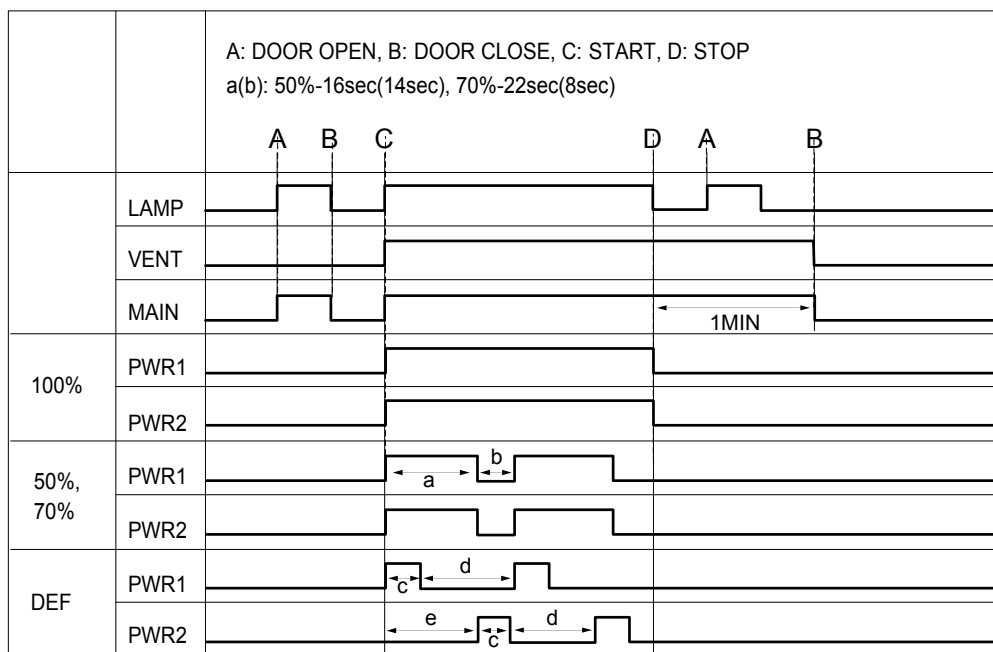 A: DOOR OPEN, B: DOOR CLOSE, C: START, D: STOP
a(b): 50%-16sec(14sec), 70%-22sec(8sec)
A B C D A B
LAMP
VENT
MAIN
1MIN
100%
PWR1
PWR2
50%,
70%
PWR1
a b
PWR2
DEF
PWR1
c d
PWR2
e c d